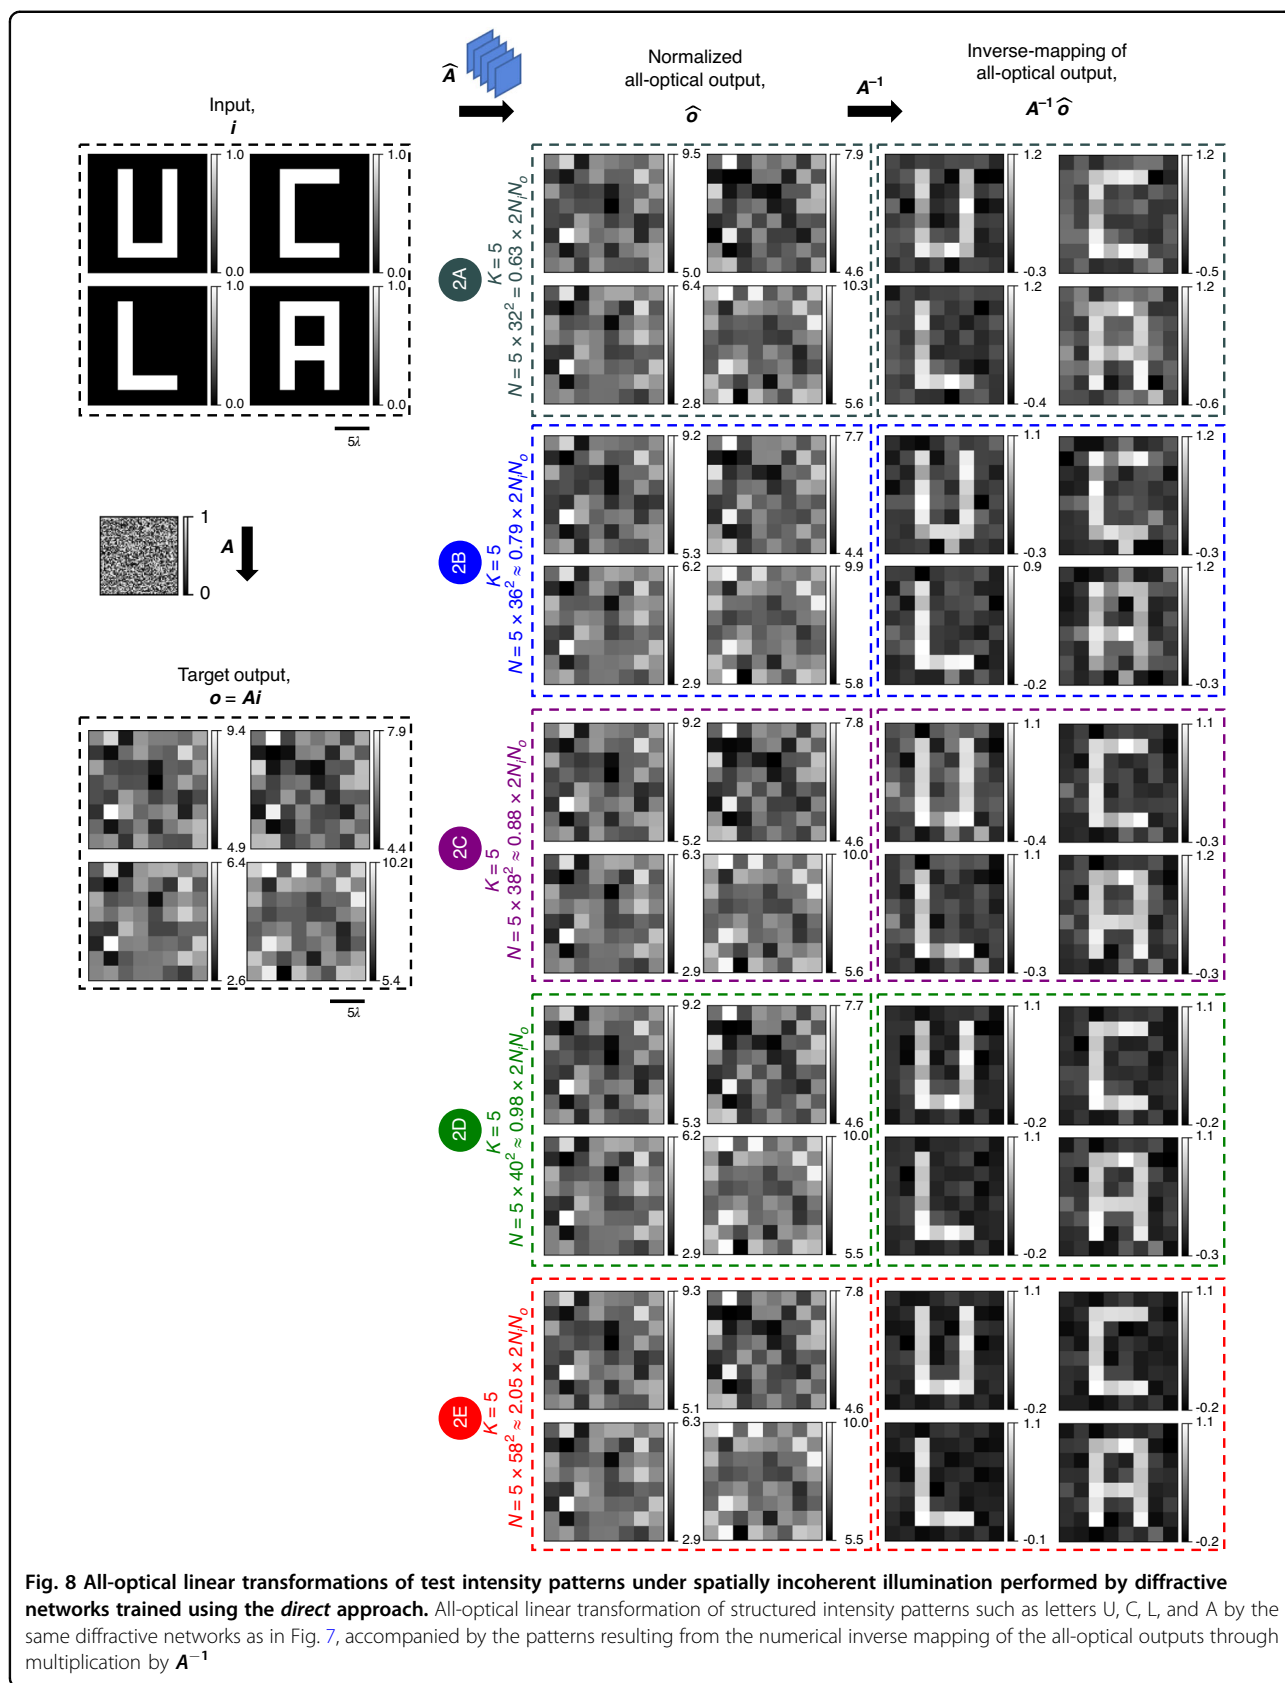 Input,
i
Â
Normalized
all-optical output,
ô
A⁻¹
Inverse-mapping of
all-optical output,
A⁻¹ ô
1.0
0.0
1.0
0.0
1.0
0.0
1.0
0.0
5λ
1
0
A
Target output,
o = Ai
9.4
4.9
7.9
4.4
6.4
2.6
10.2
5.4
5λ
2A
K = 5
N = 5 × 32² = 0.63 × 2NᵢNₒ
9.5
5.0
7.9
4.6
6.4
2.8
10.3
5.6
1.2
-0.3
1.2
-0.5
1.2
-0.4
1.2
-0.6
2B
K = 5
N = 5 × 36² ≈ 0.79 × 2NᵢNₒ
9.2
5.3
7.7
4.4
6.2
2.9
9.9
5.8
1.1
-0.3
1.2
-0.3
0.9
-0.2
1.2
-0.3
2C
K = 5
N = 5 × 38² ≈ 0.88 × 2NᵢNₒ
9.2
5.2
7.8
4.6
6.3
2.9
10.0
5.6
1.1
-0.4
1.1
-0.3
1.1
-0.3
1.2
-0.3
2D
K = 5
N = 5 × 40² ≈ 0.98 × 2NᵢNₒ
9.2
5.3
7.7
4.6
6.2
2.9
10.0
5.5
1.1
-0.2
1.1
-0.2
1.1
-0.2
1.1
-0.3
2E
K = 5
N = 5 × 58² ≈ 2.05 × 2NᵢNₒ
9.3
5.1
7.8
4.6
6.3
2.9
10.0
5.5
1.1
-0.2
1.1
-0.2
1.1
-0.1
1.1
-0.2
Fig. 8 All-optical linear transformations of test intensity patterns under spatially incoherent illumination performed by diffractive
networks trained using the direct approach. All-optical linear transformation of structured intensity patterns such as letters U, C, L, and A by the
same diffractive networks as in Fig. 7, accompanied by the patterns resulting from the numerical inverse mapping of the all-optical outputs through
multiplication by A⁻¹